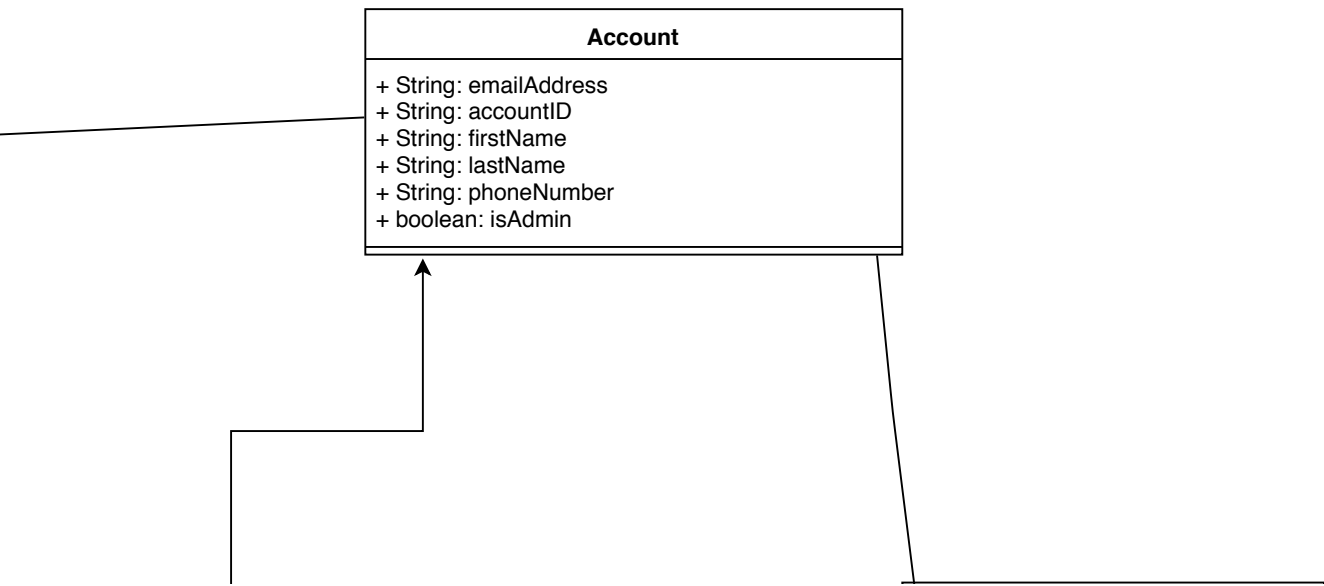 Account
+ String: emailAddress
+ String: accountID
+ String: firstName
+ String: lastName
+ String: phoneNumber
+ boolean: isAdmin